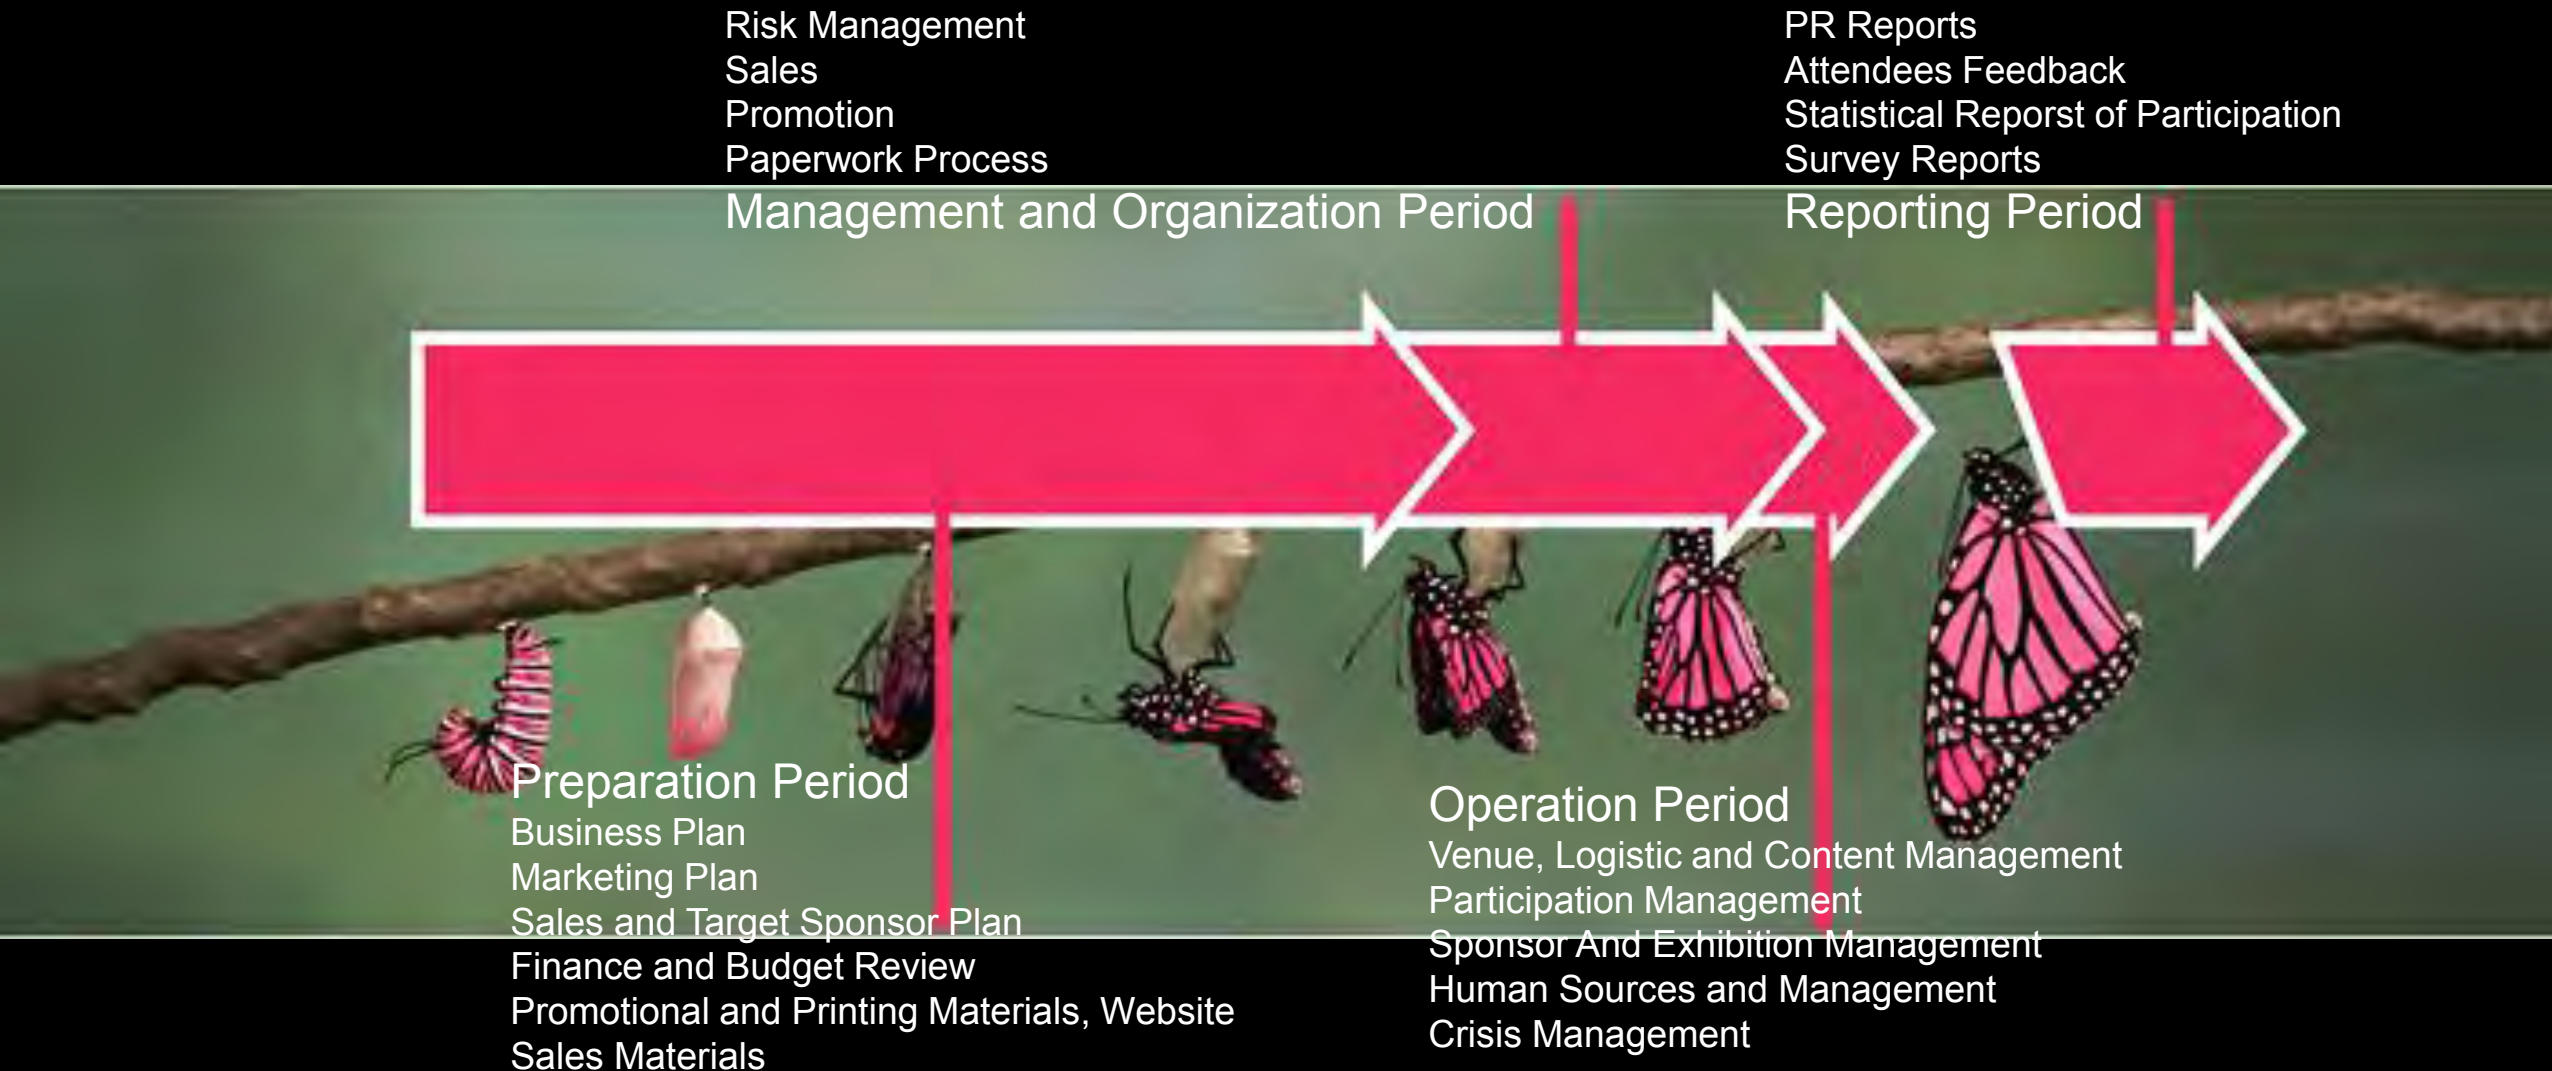 Risk Management
Sales
Promotion
Paperwork Process
Management and Organization Period
PR Reports
Attendees Feedback
Statistical Reporst of Participation
Survey Reports
Reporting Period
Preparation Period
Business Plan
Marketing Plan
Sales and Target Sponsor Plan
Finance and Budget Review
Promotional and Printing Materials, Website
Sales Materials
Operation Period
Venue, Logistic and Content Management
Participation Management
Sponsor And Exhibition Management
Human Sources and Management
Crisis Management